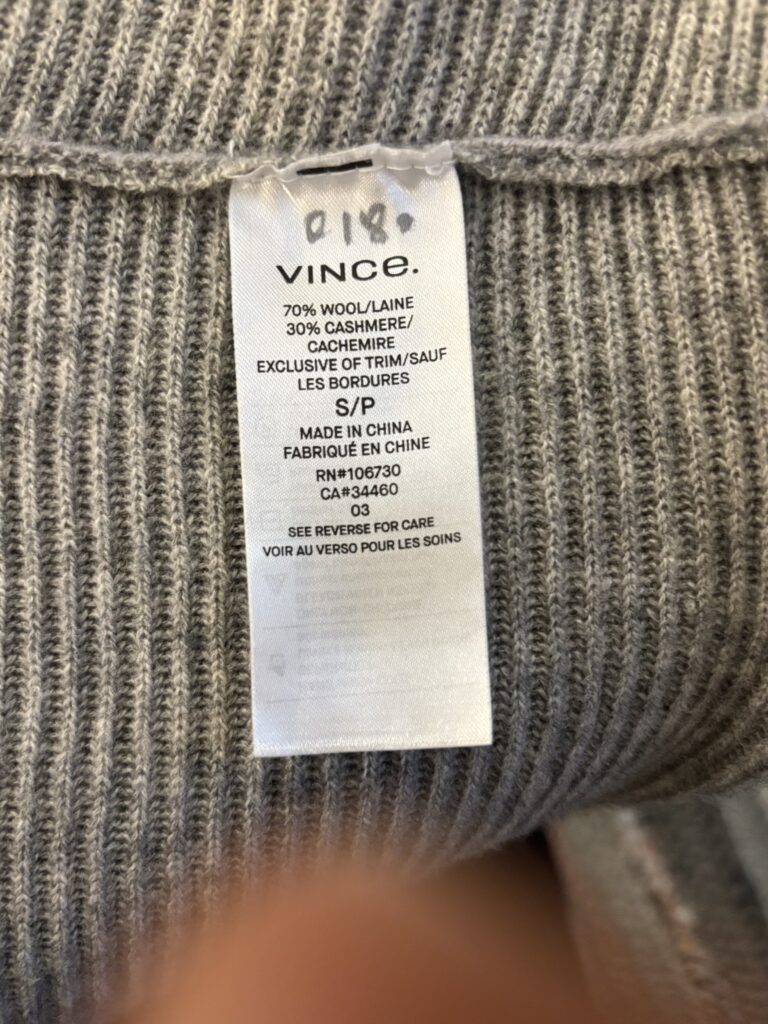 018.
VINCE.
70% WOOL/LAINE
30% CASHMERE/
CACHEMIRE
EXCLUSIVE OF TRIM/SAUF
LES BORDURES
S/P
MADE IN CHINA
FABRIQUÉ EN CHINE
RN#106730
CA#34460
03
SEE REVERSE FOR CARE
VOIR AU VERSO POUR LES SOINS